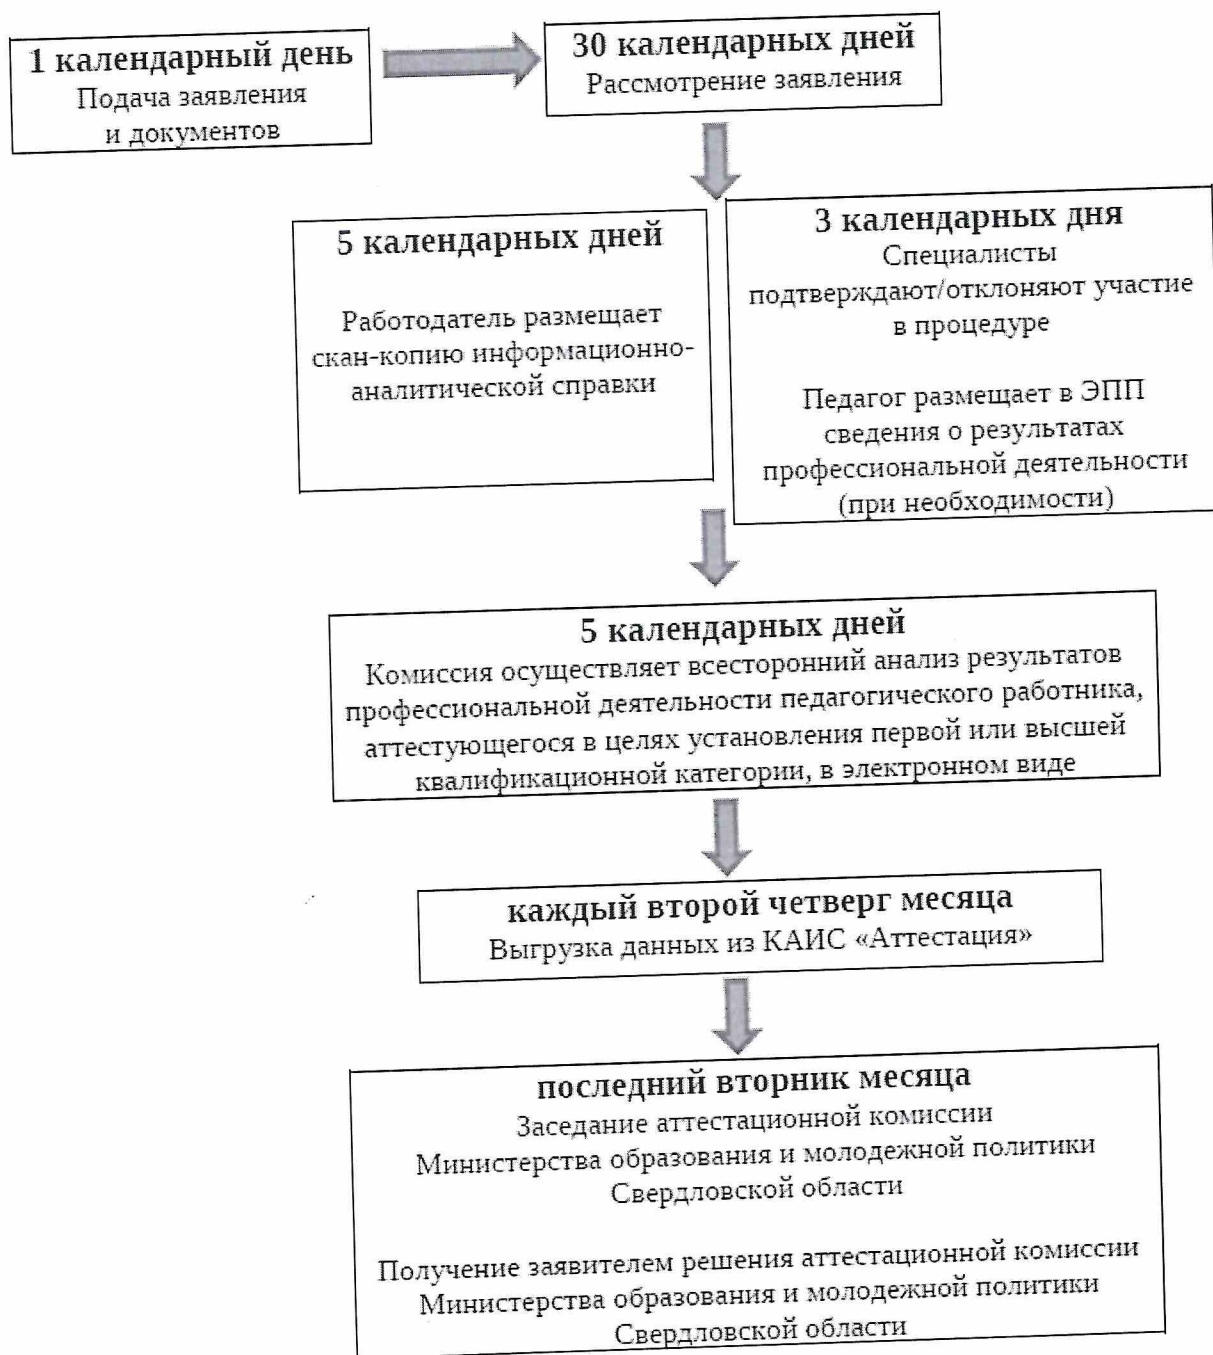 1 календарный день
Подача заявления
и документов
30 календарных дней
Рассмотрение заявления
5 календарных дней
Работодатель размещает
скан-копию информационно-
аналитической справки
3 календарных дня
Специалисты
подтверждают/отклоняют участие
в процедуре
Педагог размещает в ЭПП
сведения о результатах
профессиональной деятельности
(при необходимости)
5 календарных дней
Комиссия осуществляет всесторонний анализ результатов
профессиональной деятельности педагогического работника,
аттестующегося в целях установления первой или высшей
квалификационной категории, в электронном виде
каждый второй четверг месяца
Выгрузка данных из КАИС «Аттестация»
последний вторник месяца
Заседание аттестационной комиссии
Министерства образования и молодежной политики
Свердловской области
Получение заявителем решения аттестационной комиссии
Министерства образования и молодежной политики
Свердловской области